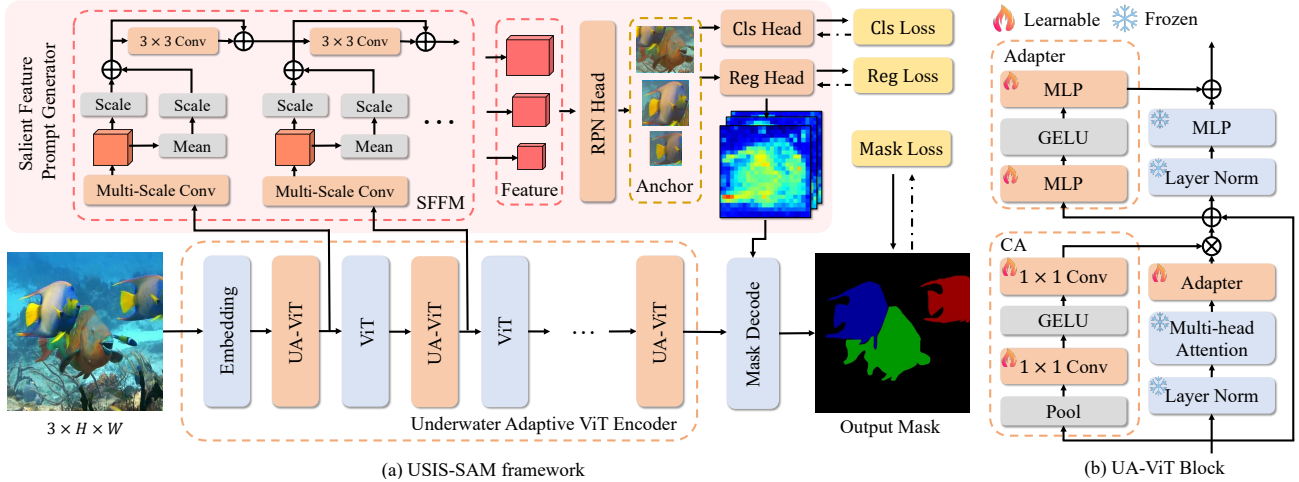 Salient Feature
Prompt Generator
3 × 3 Conv
3 × 3 Conv
Scale
Scale
Mean
Multi-Scale Conv
Scale
Scale
Mean
Multi-Scale Conv
...
SFFM
Feature
RPN Head
Anchor
Cls Head
Cls Loss
Reg Head
Reg Loss
Mask Loss
3 × H × W
Embedding
UA-ViT
ViT
UA-ViT
ViT
...
UA-ViT
Underwater Adaptive ViT Encoder
Mask Decode
Output Mask
(a) USIS-SAM framework
Learnable
Frozen
Adapter
MLP
GELU
MLP
MLP
Layer Norm
CA
1 × 1 Conv
GELU
1 × 1 Conv
Pool
Adapter
Multi-head
Attention
Layer Norm
(b) UA-ViT Block